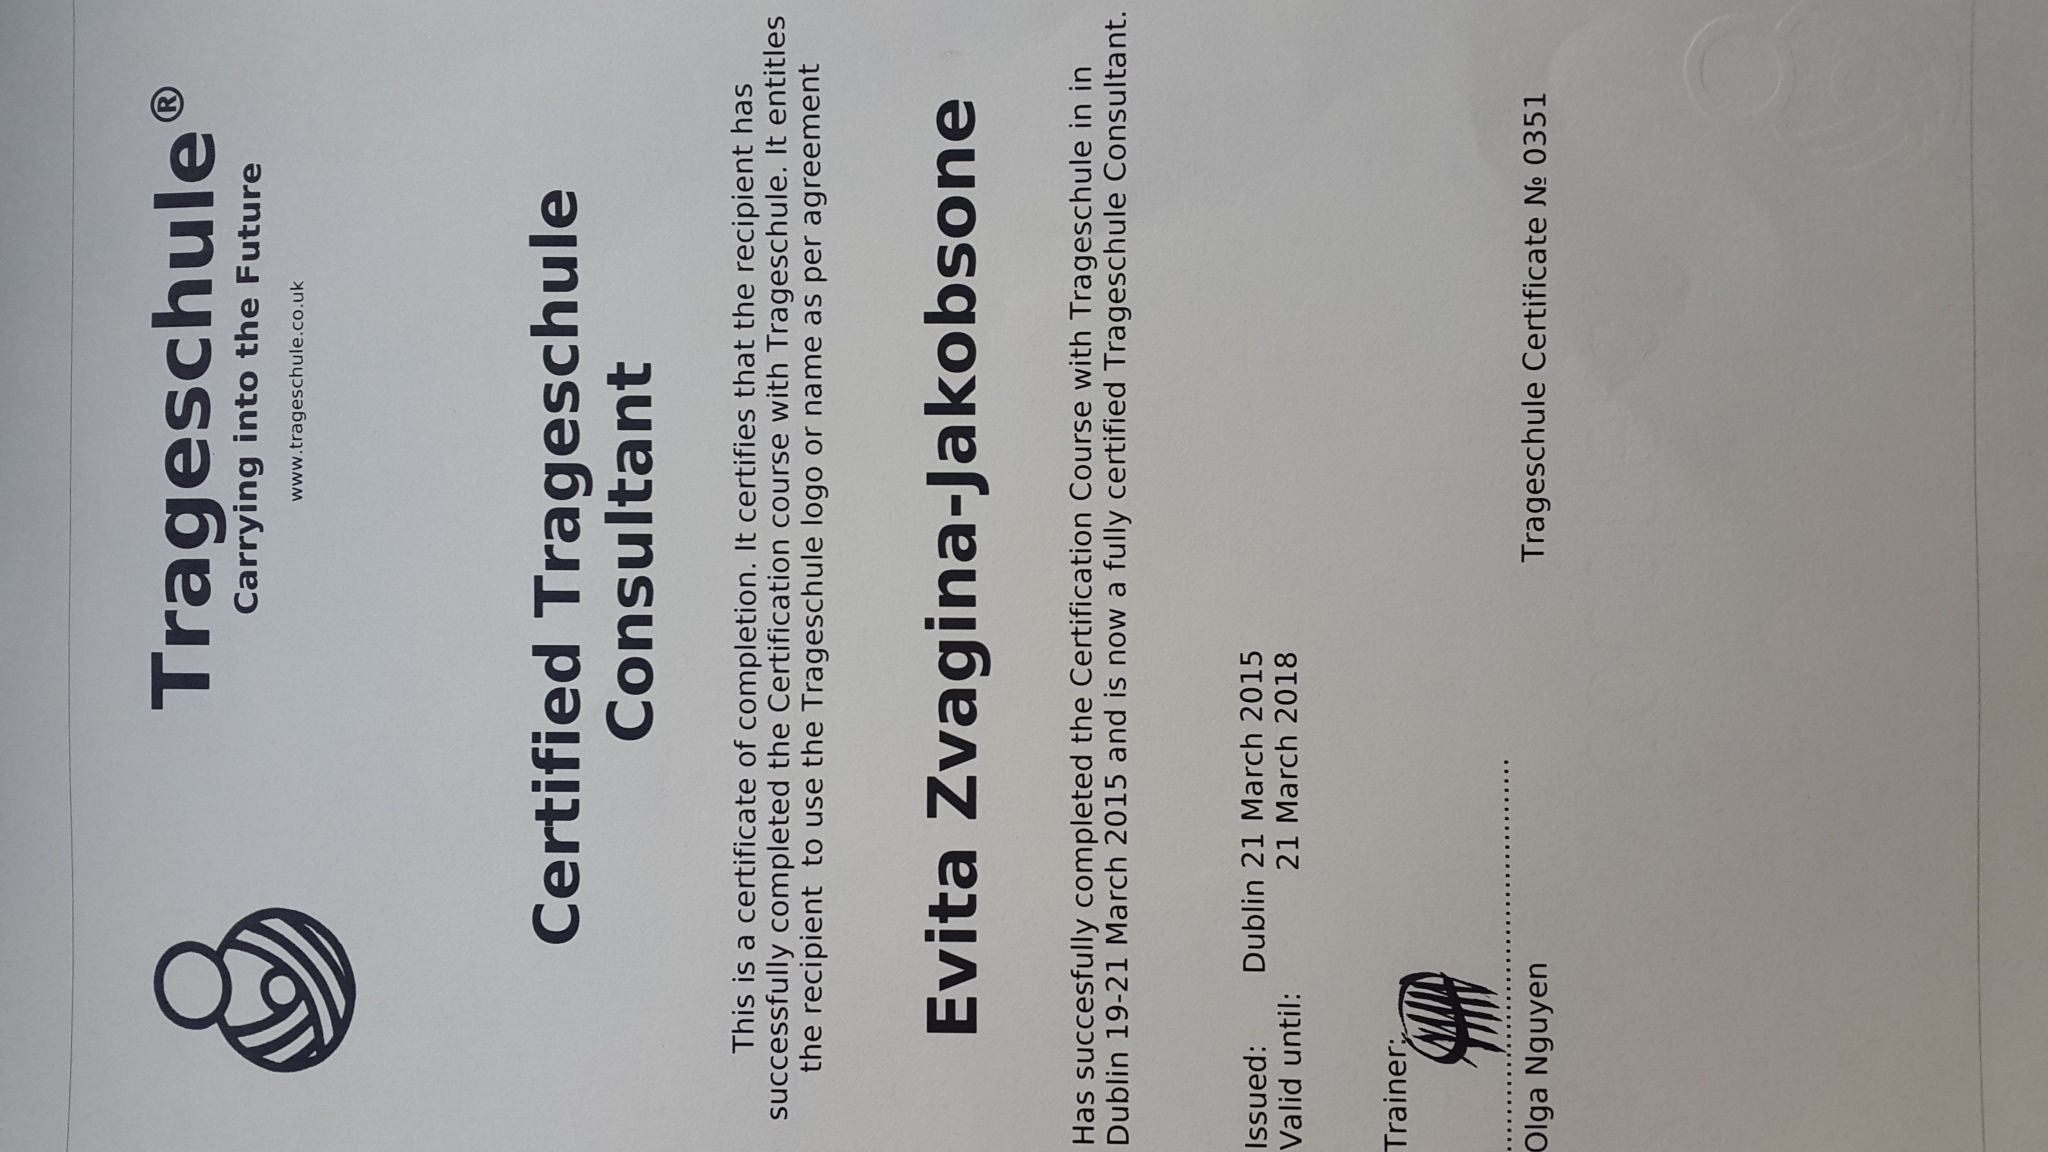 Trageschule®
Carrying into the Future
www.trageschule.co.uk
Certified Trageschule
Consultant
This is a certificate of completion. It certifies that the recipient has
successfully completed the Certification course with Trageschule. It entitles
the recipient  to use the Trageschule logo or name as per agreement
Evita Zvagina-Jakobsone
Has succesfully completed the Certification Course with Trageschule in in
Dublin 19-21 March 2015 and is now a fully certified Trageschule Consultant.
Issued: Dublin 21 March 2015
Valid until: 21 March 2018
Trainer:
Olga Nguyen
Trageschule Certificate № 0351